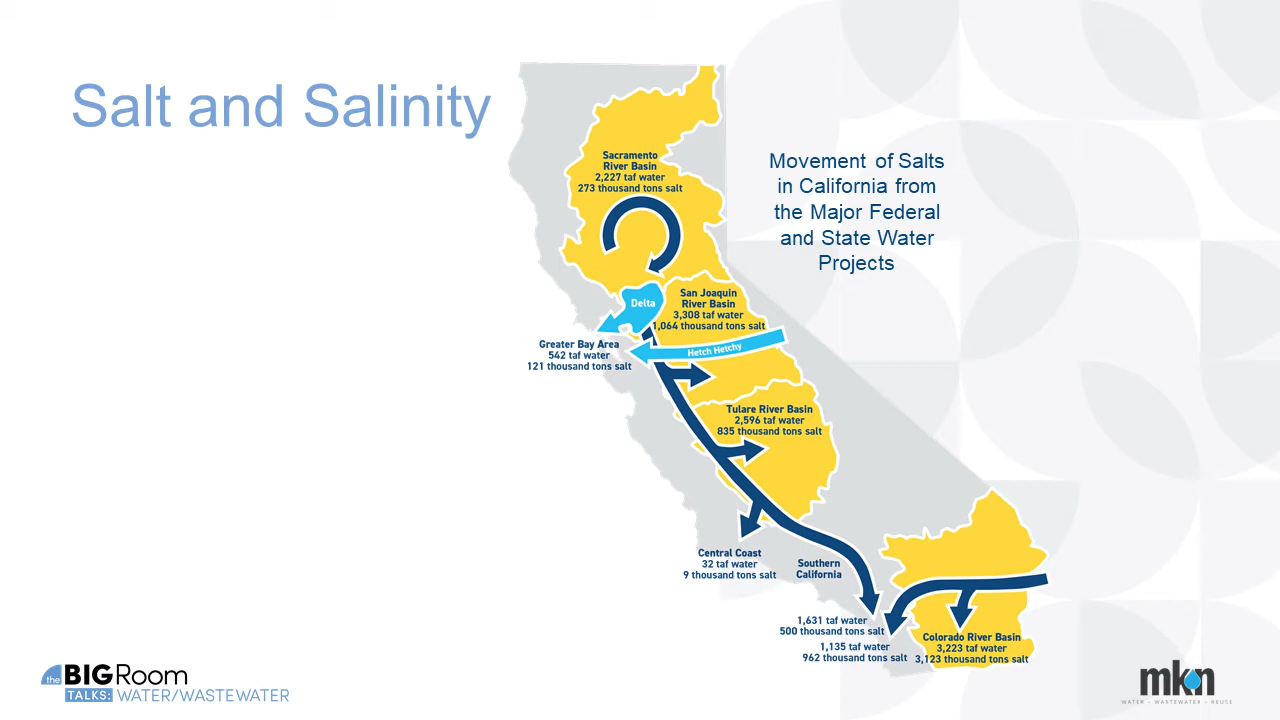 Salt and Salinity
Movement of Salts
in California from
the Major Federal
and State Water
Projects
Sacramento
River Basin
2,227 taf water
273 thousand tons salt
Delta
San Joaquin
River Basin
3,308 taf water
1,064 thousand tons salt
Greater Bay Area
542 taf water
121 thousand tons salt
Hetch Hetchy
Tulare River Basin
2,596 taf water
835 thousand tons salt
Central Coast
32 taf water
9 thousand tons salt
Southern
California
1,631 taf water
500 thousand tons salt
1,135 taf water
962 thousand tons salt
Colorado River Basin
3,223 taf water
3,123 thousand tons salt
the BIGRoom
TALKS: WATER/WASTEWATER
mkn
WATER - WASTEWATER - REUSE